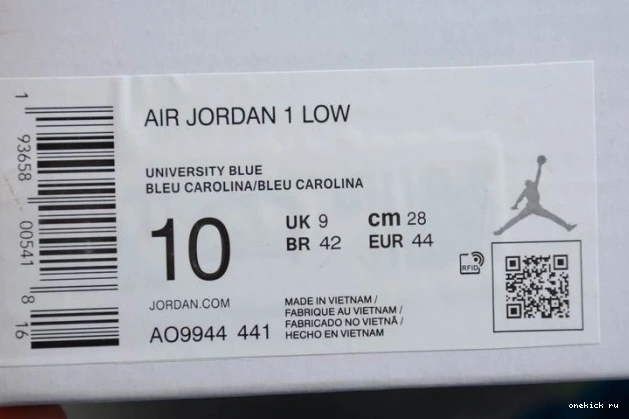 AIR JORDAN 1 LOW
UNIVERSITY BLUE
BLEU CAROLINA/BLEU CAROLINA
10
UK 9 cm 28
BR 42 EUR 44
RFID
JORDAN.COM
AO9944 441
MADE IN VIETNAM /
FABRIQUE AU VIETNAM /
FABRICADO NO VIETNÃ /
HECHO EN VIETNAM
1 93658 00541 8 16
onekick ru